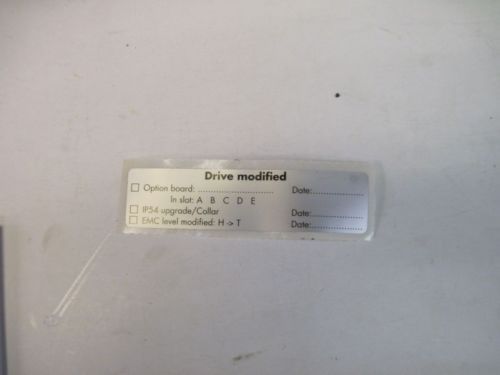 Drive modified
☐ Option board: .............................. Date:....................
In slot: A B C D E
☐ IP54 upgrade/Collar Date:....................
☐ EMC level modified: H -> T Date:....................